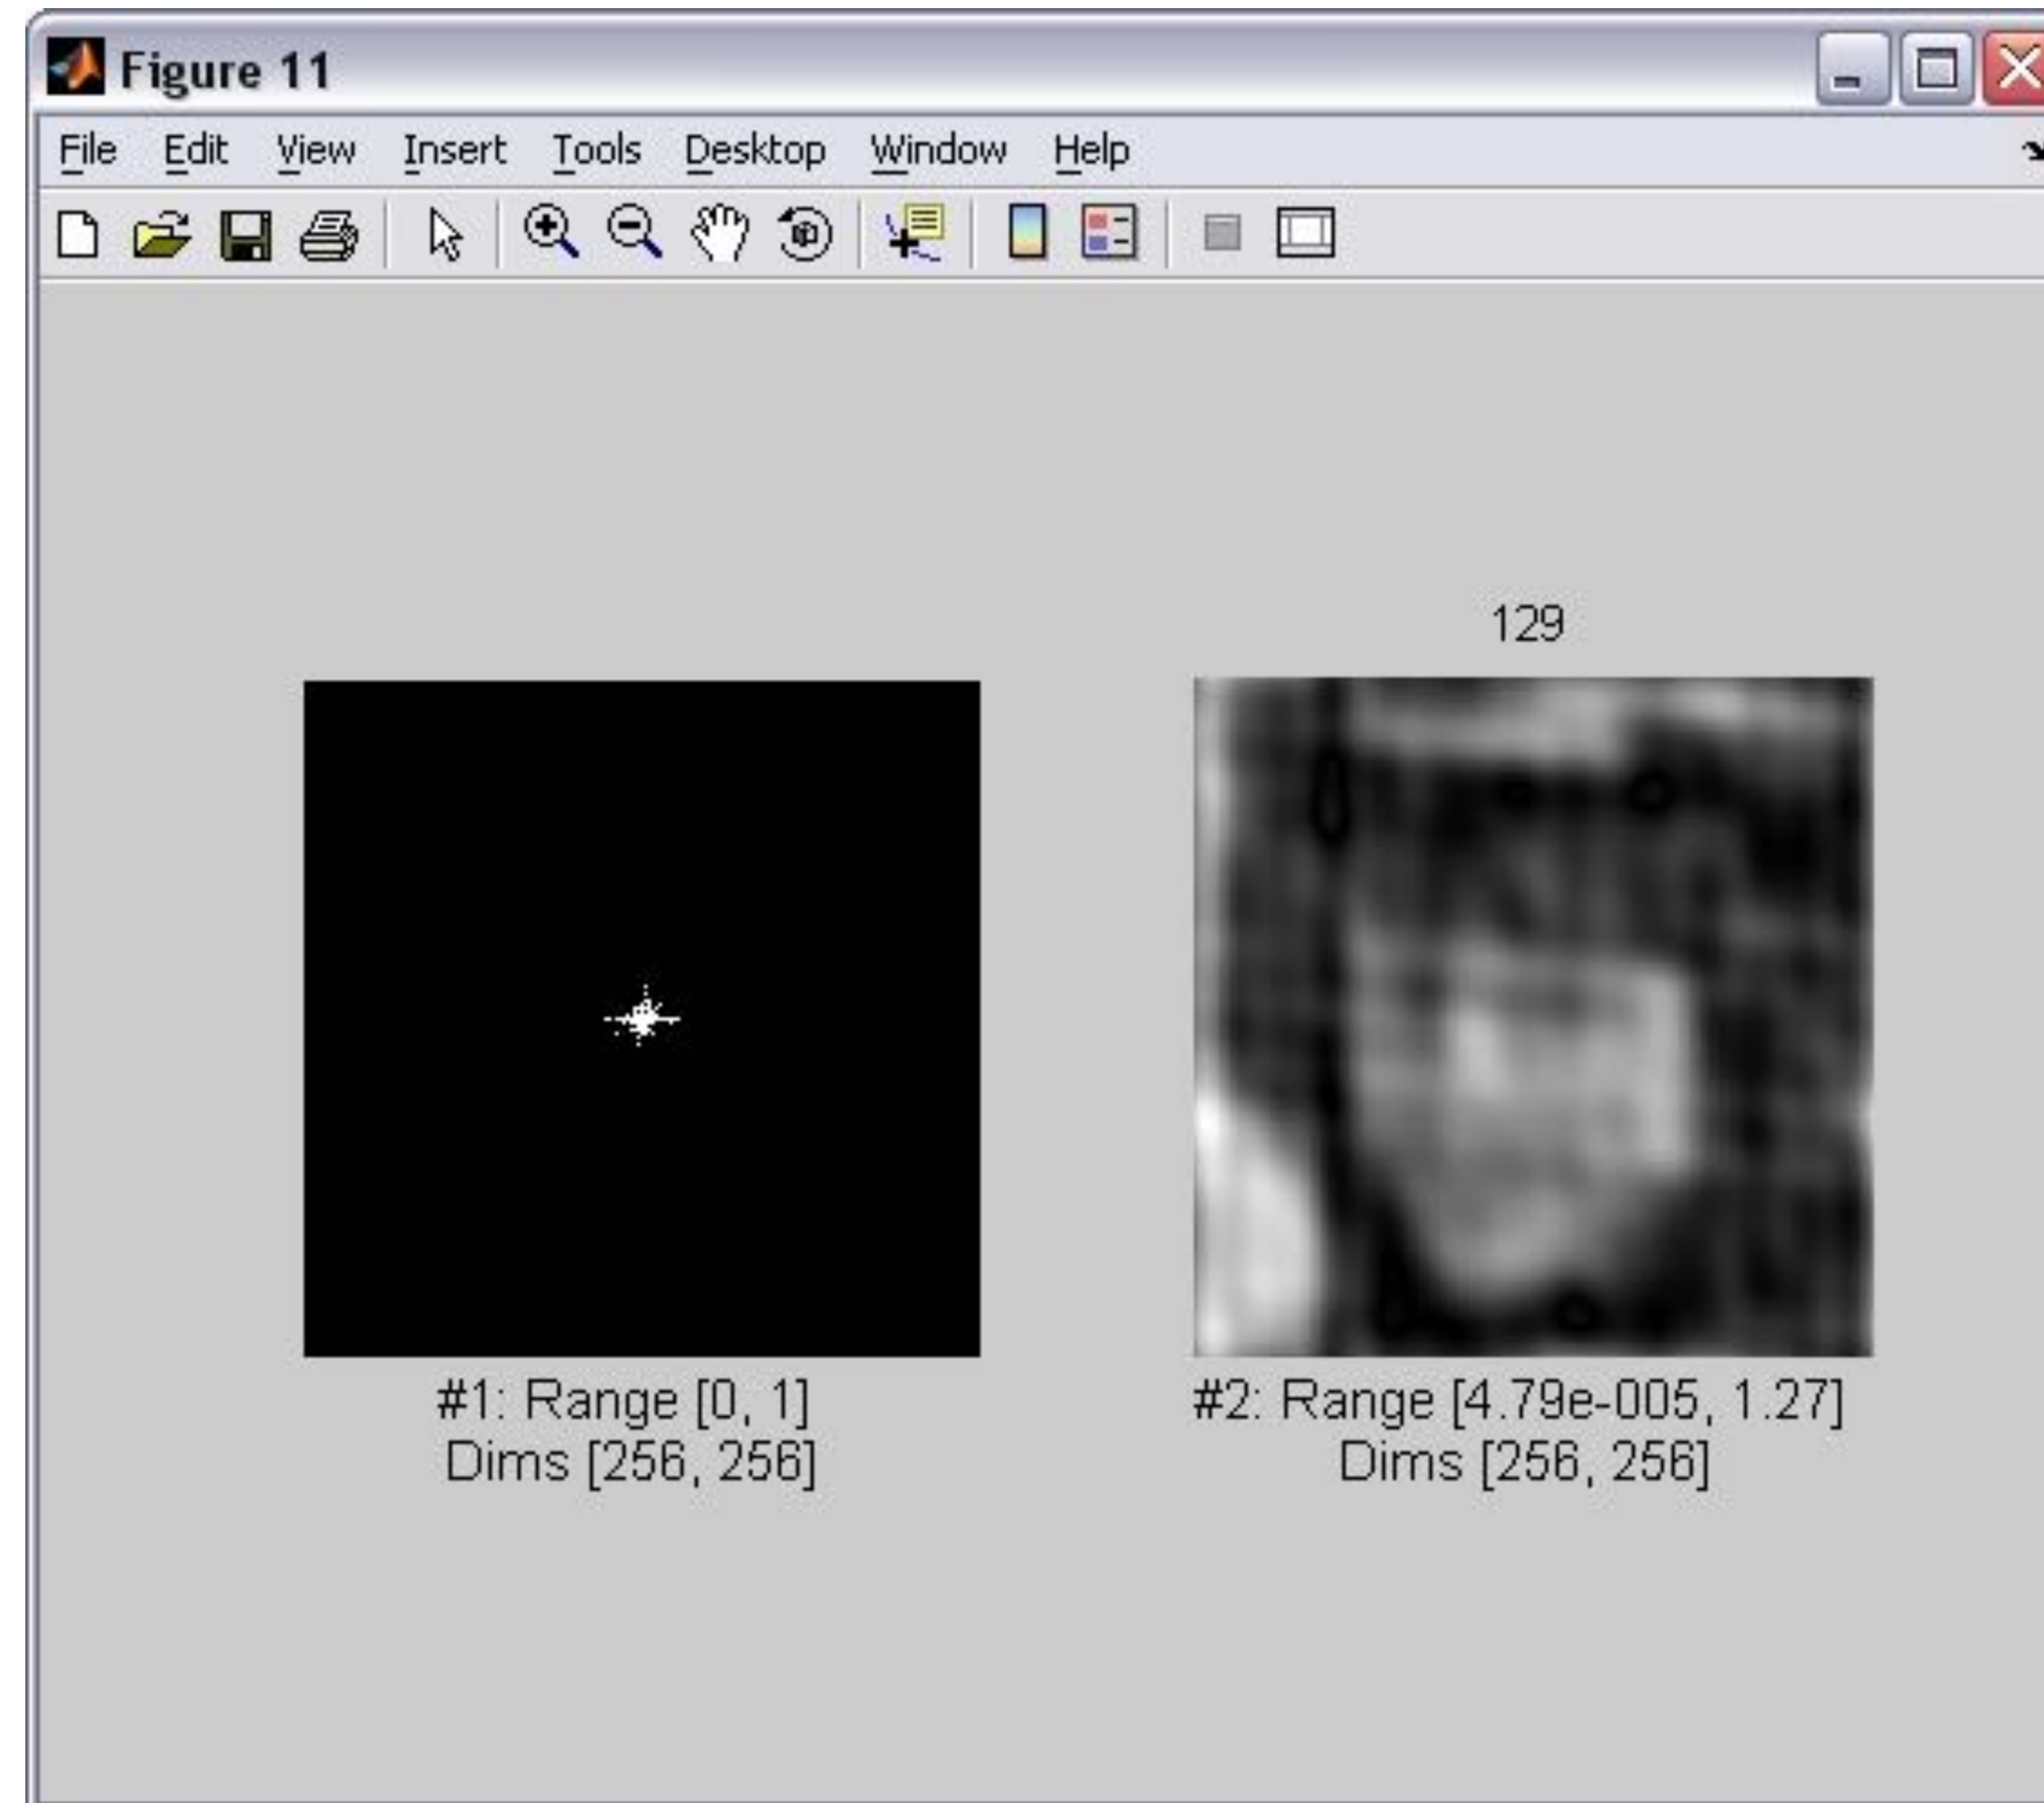 Figure 11
File Edit View Insert Tools Desktop Window Help
129
#1: Range [0, 1]
Dims [256, 256]
#2: Range [4.79e-005, 1.27]
Dims [256, 256]